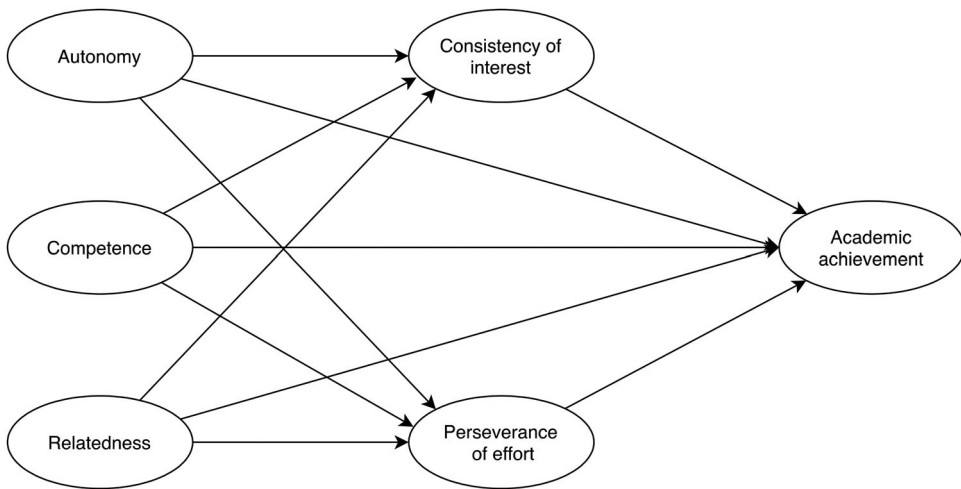 Autonomy
Consistency of
interest
Competence
Academic
achievement
Relatedness
Perseverance
of effort